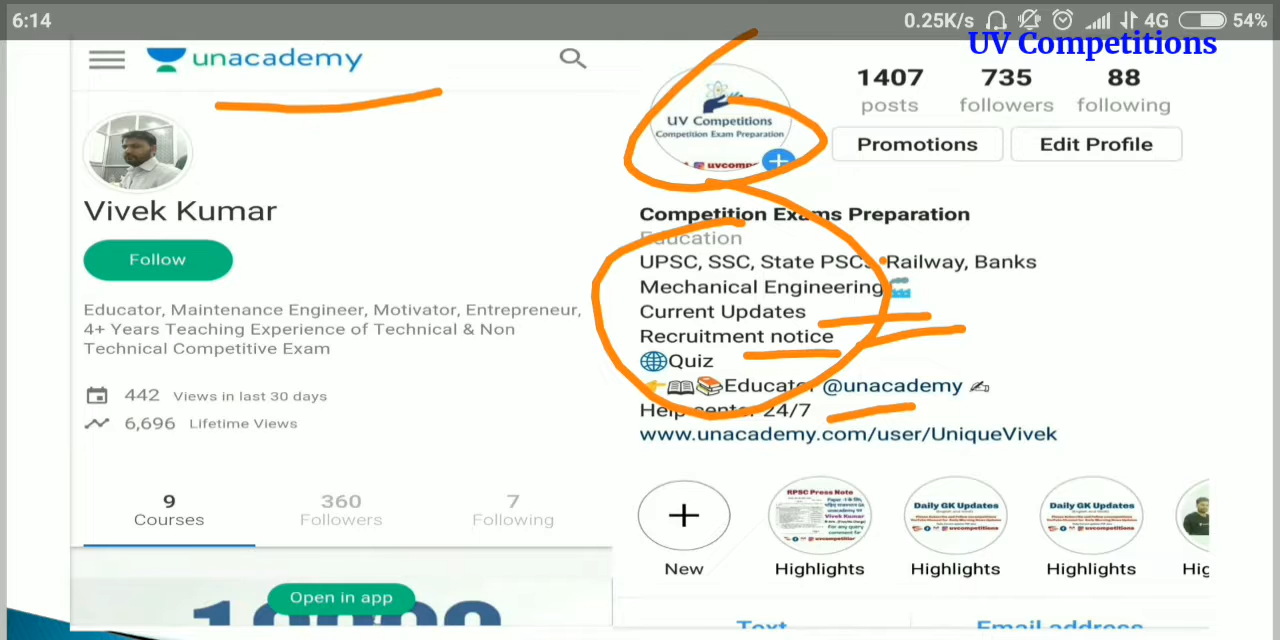 6:14
0.25K/s 4G 54%
UV Competitions
unacademy
Vivek Kumar
Follow
Educator, Maintenance Engineer, Motivator, Entrepreneur,
4+ Years Teaching Experience of Technical & Non
Technical Competitive Exam
442 Views in last 30 days
6,696 Lifetime Views
9 360 7
Courses Followers Following
Open in app
UV Competitions
Competition Exam Preparation
1407 735 88
posts followers following
Promotions Edit Profile
Competition Exams Preparation
Education
UPSC, SSC, State PSCs, Railway, Banks
Mechanical Engineering
Current Updates
Recruitment notice
Quiz
Educator @unacademy
Help center 24/7
www.unacademy.com/user/UniqueVivek
RPSC Press Note
Vivek Kumar
Daily GK Updates
Daily GK Updates
New Highlights Highlights Highlights
Text Email address